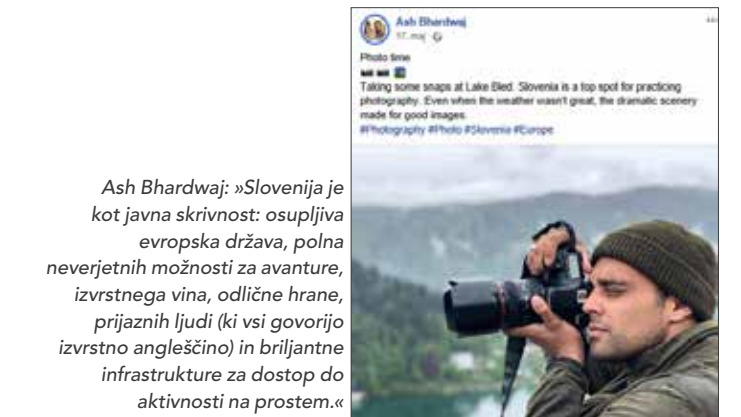 Ash Bhardwaj: »Slovenija je
kot javna skrivnost: osupljiva
evropska država, polna
neverjetnih možnosti za avanture,
izvrstnega vina, odlične hrane,
prijaznih ljudi (ki vsi govorijo
izvrstno angleščino) in briljantne
infrastrukture za dostop do
aktivnosti na prostem.«
Ash Bhardwaj
17. maj
Photo time
Taking some snaps at Lake Bled. Slovenia is a top spot for practicing
photography. Even when the weather wasn't great, the dramatic scenery
made for good images.
#Photography #Photo #Slovenia #Europe